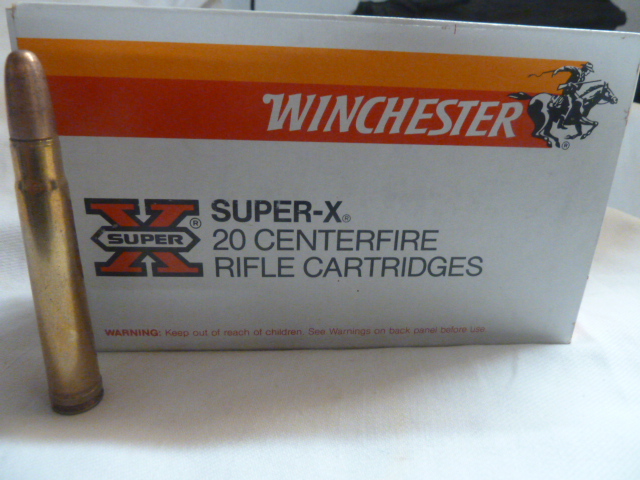 WINCHESTER
®
X SUPER ®
SUPER-X®
20 CENTERFIRE
RIFLE CARTRIDGES
WARNING: Keep out of reach of children. See Warnings on back panel before use.